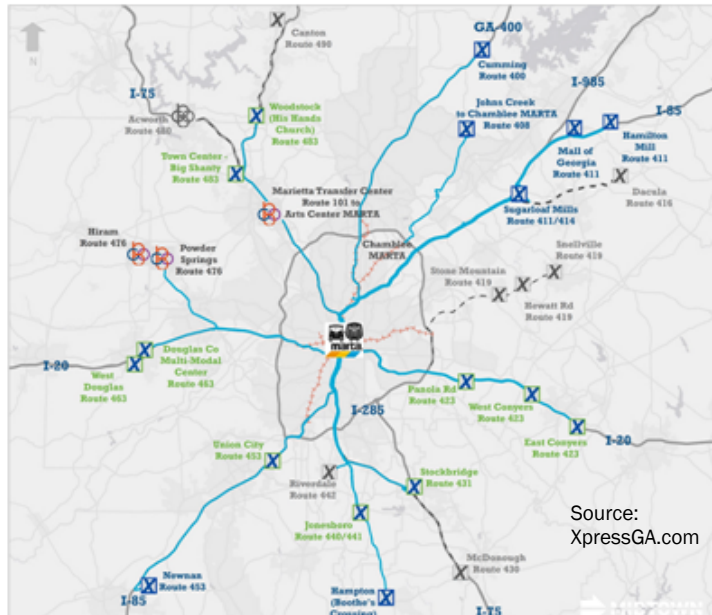 Canton
Route 490
GA-400
Cumming
Route 400
I-985
I-75
Acworth
Route 480
Woodstock
(His Hands
Church)
Route 483
Johns Creek
to Chamblee MARTA
Route 408
I-85
Hamilton
Mill
Route 411
Mall of
Georgia
Route 411
Town Center -
Big Shanty
Route 483
Marietta Transfer Center
Route 101 to
Arts Center MARTA
Dacula
Route 416
Sugarloaf Mills
Route 411/414
Hiram
Route 476
Powder
Springs
Route 476
Chamblee
MARTA
Snellville
Route 419
Stone Mountain
Route 419
Hewatt Rd
Route 419
marta
I-20
Douglas Co
Multi-Modal
Center
Route 463
West
Douglas
Route 463
Panola Rd
Route 423
West Conyers
Route 423
East Conyers
Route 423
I-20
I-285
Union City
Route 453
Riverdale
Route 442
Stockbridge
Route 431
Jonesboro
Route 440/441
Source:
XpressGA.com
McDonough
Route 430
Newnan
Route 453
I-85
Hampton
(Boothe's
Crossing)
I-75
MIDTOWN
N